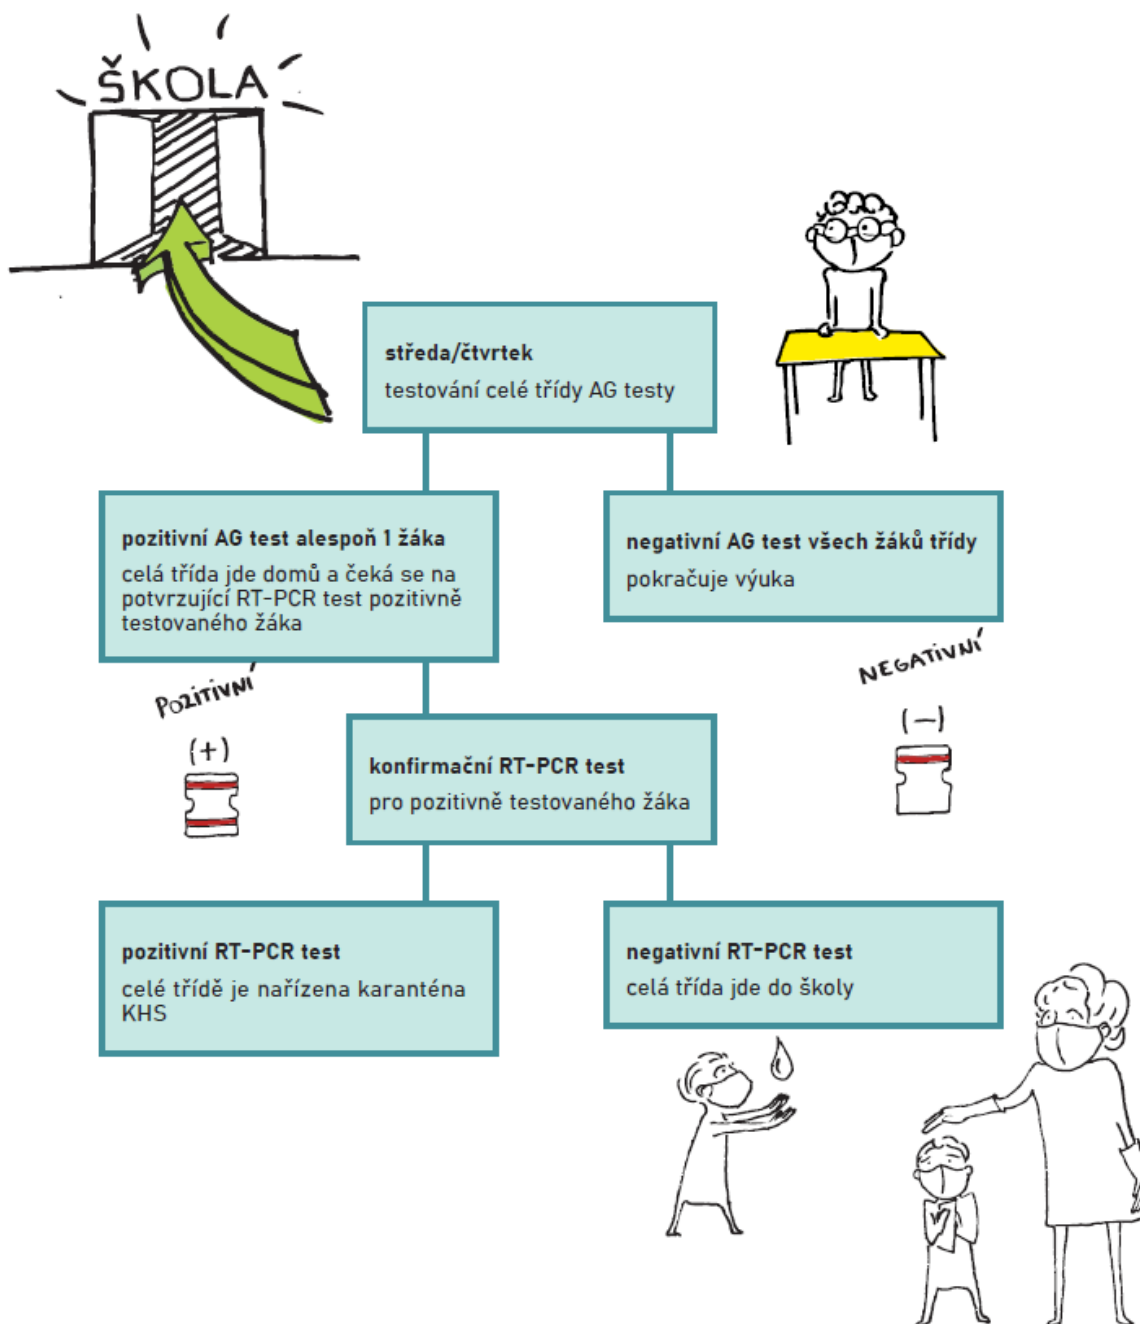 ŠKOLA
středa/čtvrtek
testování celé třídy AG testy
pozitivní AG test alespoň 1 žáka
celá třída jde domů a čeká se na
potvrzující RT-PCR test pozitivně
testovaného žáka
negativní AG test všech žáků třídy
pokračuje výuka
POZITIVNÍ
(+)
NEGATIVNÍ
(-)
konfirmační RT-PCR test
pro pozitivně testovaného žáka
pozitivní RT-PCR test
celé třídě je nařízena karanténa
KHS
negativní RT-PCR test
celá třída jde do školy